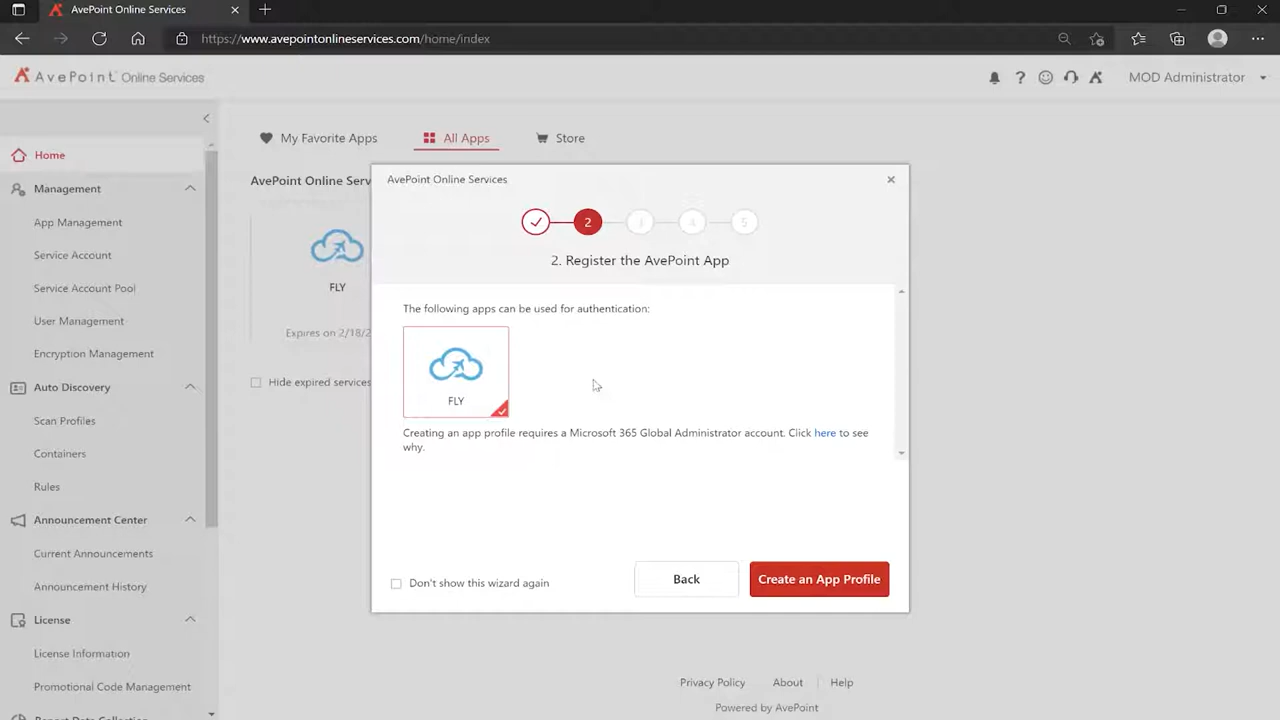 AvePoint Online Services
https://www.avepointonlineservices.com/home/index
AvePoint Online Services
MOD Administrator
Home
Management
App Management
Service Account
Service Account Pool
User Management
Encryption Management
Auto Discovery
Scan Profiles
Containers
Rules
Announcement Center
Current Announcements
Announcement History
License
License Information
Promotional Code Management
My Favorite Apps
All Apps
Store
AvePoint Online Serv
FLY
Expires on 2/18/2
Hide expired services
AvePoint Online Services
2
3
4
5
2. Register the AvePoint App
The following apps can be used for authentication:
FLY
Creating an app profile requires a Microsoft 365 Global Administrator account. Click here to see
why.
Don't show this wizard again
Back
Create an App Profile
Privacy Policy
About
Help
Powered by AvePoint